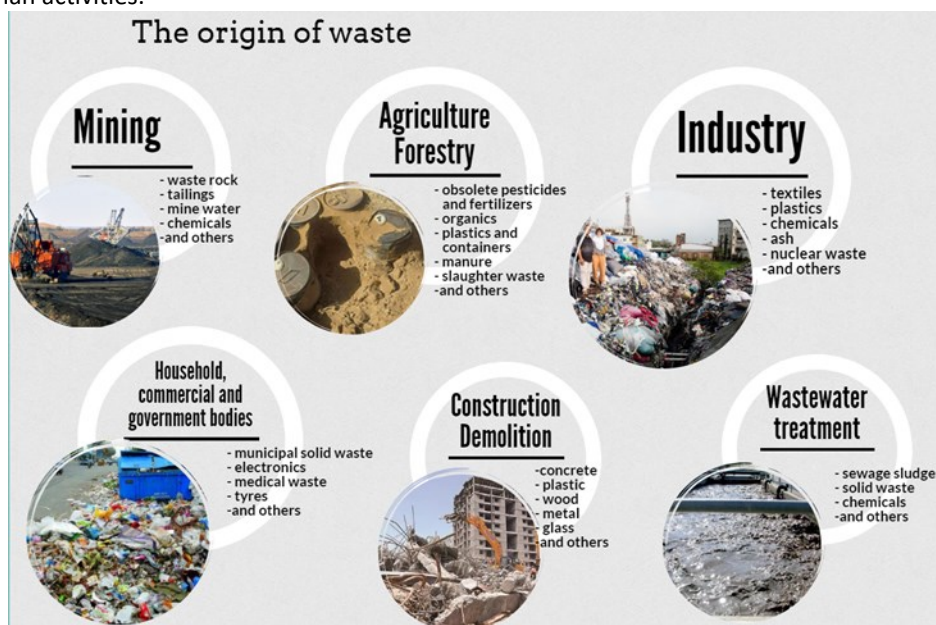 The origin of waste
Mining
- waste rock
- tailings
- mine water
- chemicals
-and others
Agriculture
Forestry
- obsolete pesticides
and fertilizers
- organics
- plastics and
containers
- manure
- slaughter waste
-and others
Industry
- textiles
- plastics
- chemicals
- ash
- nuclear waste
-and others
Household,
commercial and
government bodies
- municipal solid waste
- electronics
- medical waste
- tyres
-and others
Construction
Demolition
-concrete
- plastic
- wood
- metal
- glass
-and others
Wastewater
treatment
- sewage sludge
- solid waste
- chemicals
-and others